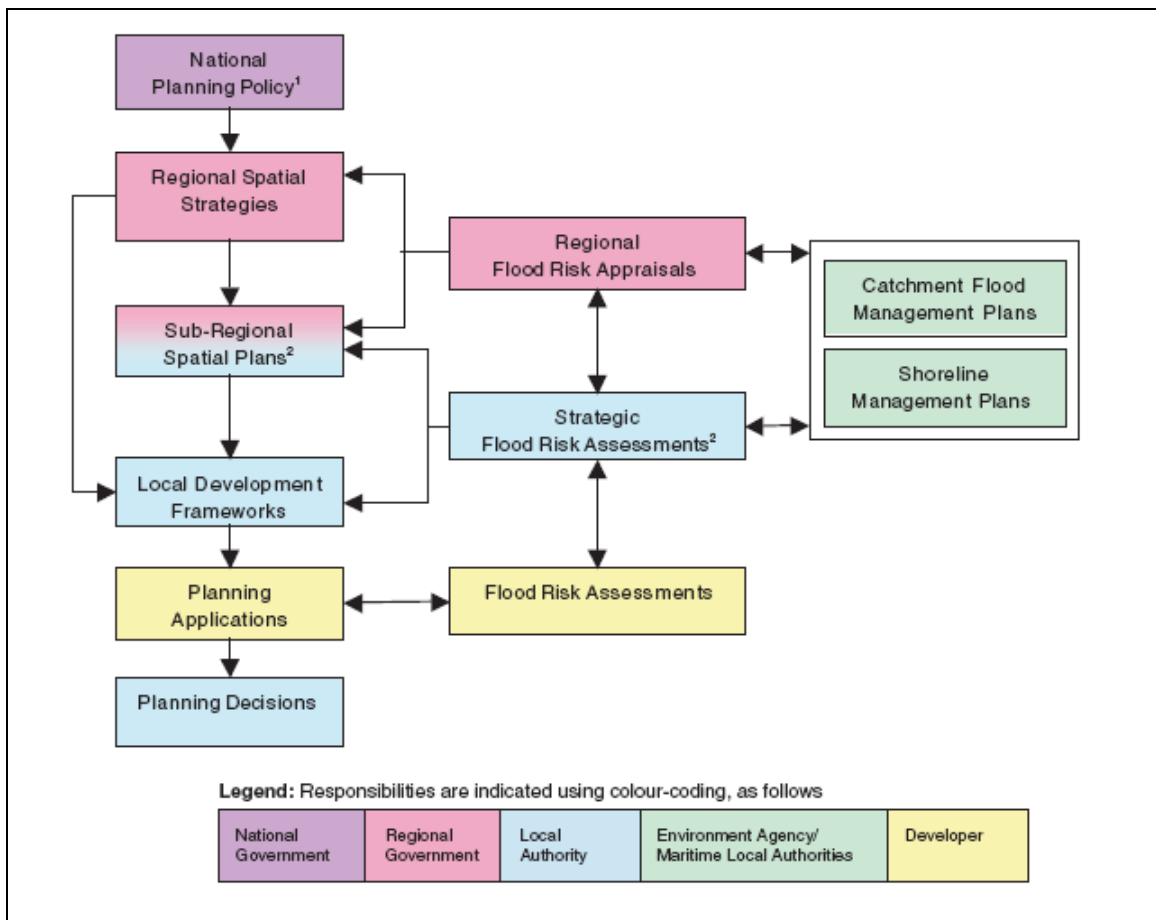 National
Planning Policy¹
Regional Spatial
Strategies
Regional
Flood Risk Appraisals
Catchment Flood
Management Plans
Sub-Regional
Spatial Plans²
Shoreline
Management Plans
Strategic
Flood Risk Assessments²
Local Development
Frameworks
Planning
Applications
Flood Risk Assessments
Planning Decisions
Legend: Responsibilities are indicated using colour-coding, as follows
National
Government
Regional
Government
Local
Authority
Environment Agency/
Maritime Local Authorities
Developer